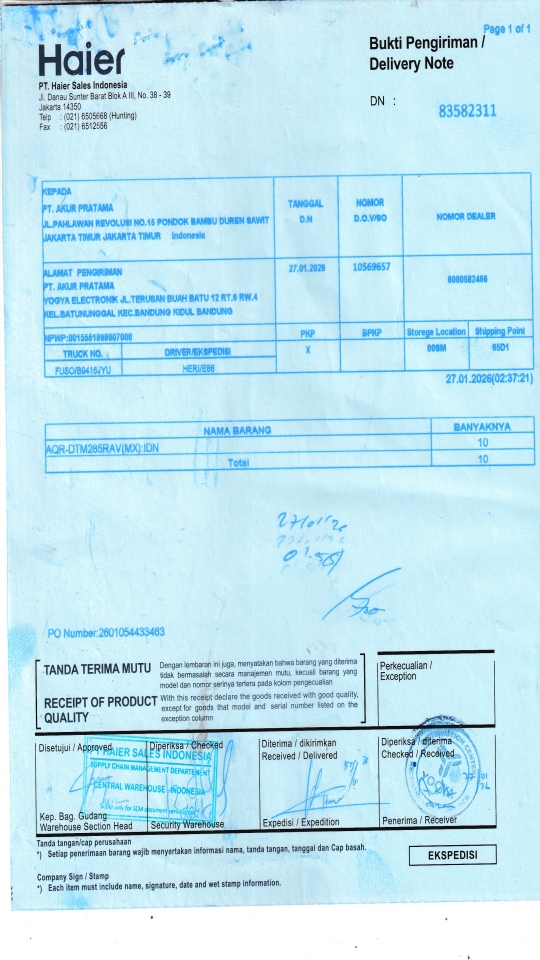 Page 1 of 1
Haier
Bukti Pengiriman /
Delivery Note
PT. Haier Sales Indonesia
Jl. Danau Sunter Barat Blok A III, No. 38 - 39
Jakarta 14350
Telp : (021) 6505668 (Hunting)
Fax : (021) 6512556
DN : 83582311
KEPADA
PT. AKUR PRATAMA
JL.PAHLAWAN REVOLUSI NO.15 PONDOK BAMBU DUREN SAWIT
JAKARTA TIMUR JAKARTA TIMUR Indonesia
TANGGAL
D.N
NOMOR
D.O.V/SO
NOMOR DEALER
ALAMAT PENGIRIMAN
PT. AKUR PRATAMA
YOGYA ELECTRONIK JL.TERUSAN BUAH BATU 12 RT.5 RW.4
KEL.BATUNUNGGAL KEC.BANDUNG KIDUL BANDUNG
27.01.2026
10569657
6000582466
NPWP:0015551898007000
PKP
BPKP
Storege Location
Shipping Point
TRUCK NO.
DRIVER/EKSPEDISI
X
00SM
65D1
FUSO/B9416JYU
HERI/E66
27.01.2026(02:37:21)
NAMA BARANG
BANYAKNYA
AQR-DTM285RAV(MX):IDN
10
Total
10
PO Number:2601054433463
TANDA TERIMA MUTU
Dengan lembaran ini juga, menyatakan bahwa barang yang diterima
tidak bermasalah secara manajemen mutu, kecuali barang yang
model dan nomor serinya tertera pada kolom pengecualian
RECEIPT OF PRODUCT
QUALITY
With this receipt declare the goods received with good quality,
except for goods that model and serial number listed on the
exception column
Perkecualian /
Exception
Disetujui / Approved
Diperiksa / Checked
Diterima / dikirimkan
Received / Delivered
Diperiksa / diterima
Checked / Received
PT HAIER SALES INDONESIA
SUPPLY CHAIN MANAGEMENT DEPARTEMENT
CENTRAL WAREHOUSE - INDONESIA
Kep. Bag. Gudang
Warehouse Section Head
Security Warehouse
Expedisi / Expedition
Penerima / Receiver
Tanda tangan/cap perusahaan
*) Setiap penerimaan barang wajib menyertakan informasi nama, tanda tangan, tanggal dan Cap basah.
EKSPEDISI
Company Sign / Stamp
*) Each item must include name, signature, date and wet stamp information.